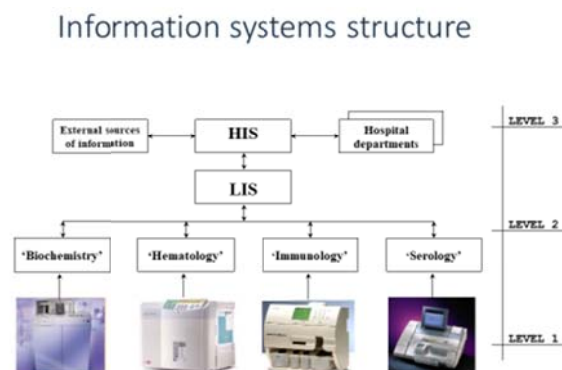 Information systems structure
LEVEL 3
External sources
of information
HIS
Hospital
departments
LIS
LEVEL 2
'Biochemistry'
'Hematology'
'Immunology'
'Serology'
LEVEL 1